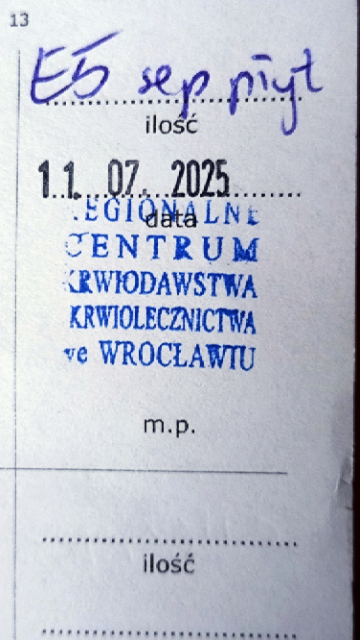 13
E5 sep płyt
ilość
11. 07. 2025
data
REGIONALNE
CENTRUM
KRWIODAWSTWA
KRWIOLECZNICTWA
we WROCŁAWIU
m.p.
ilość